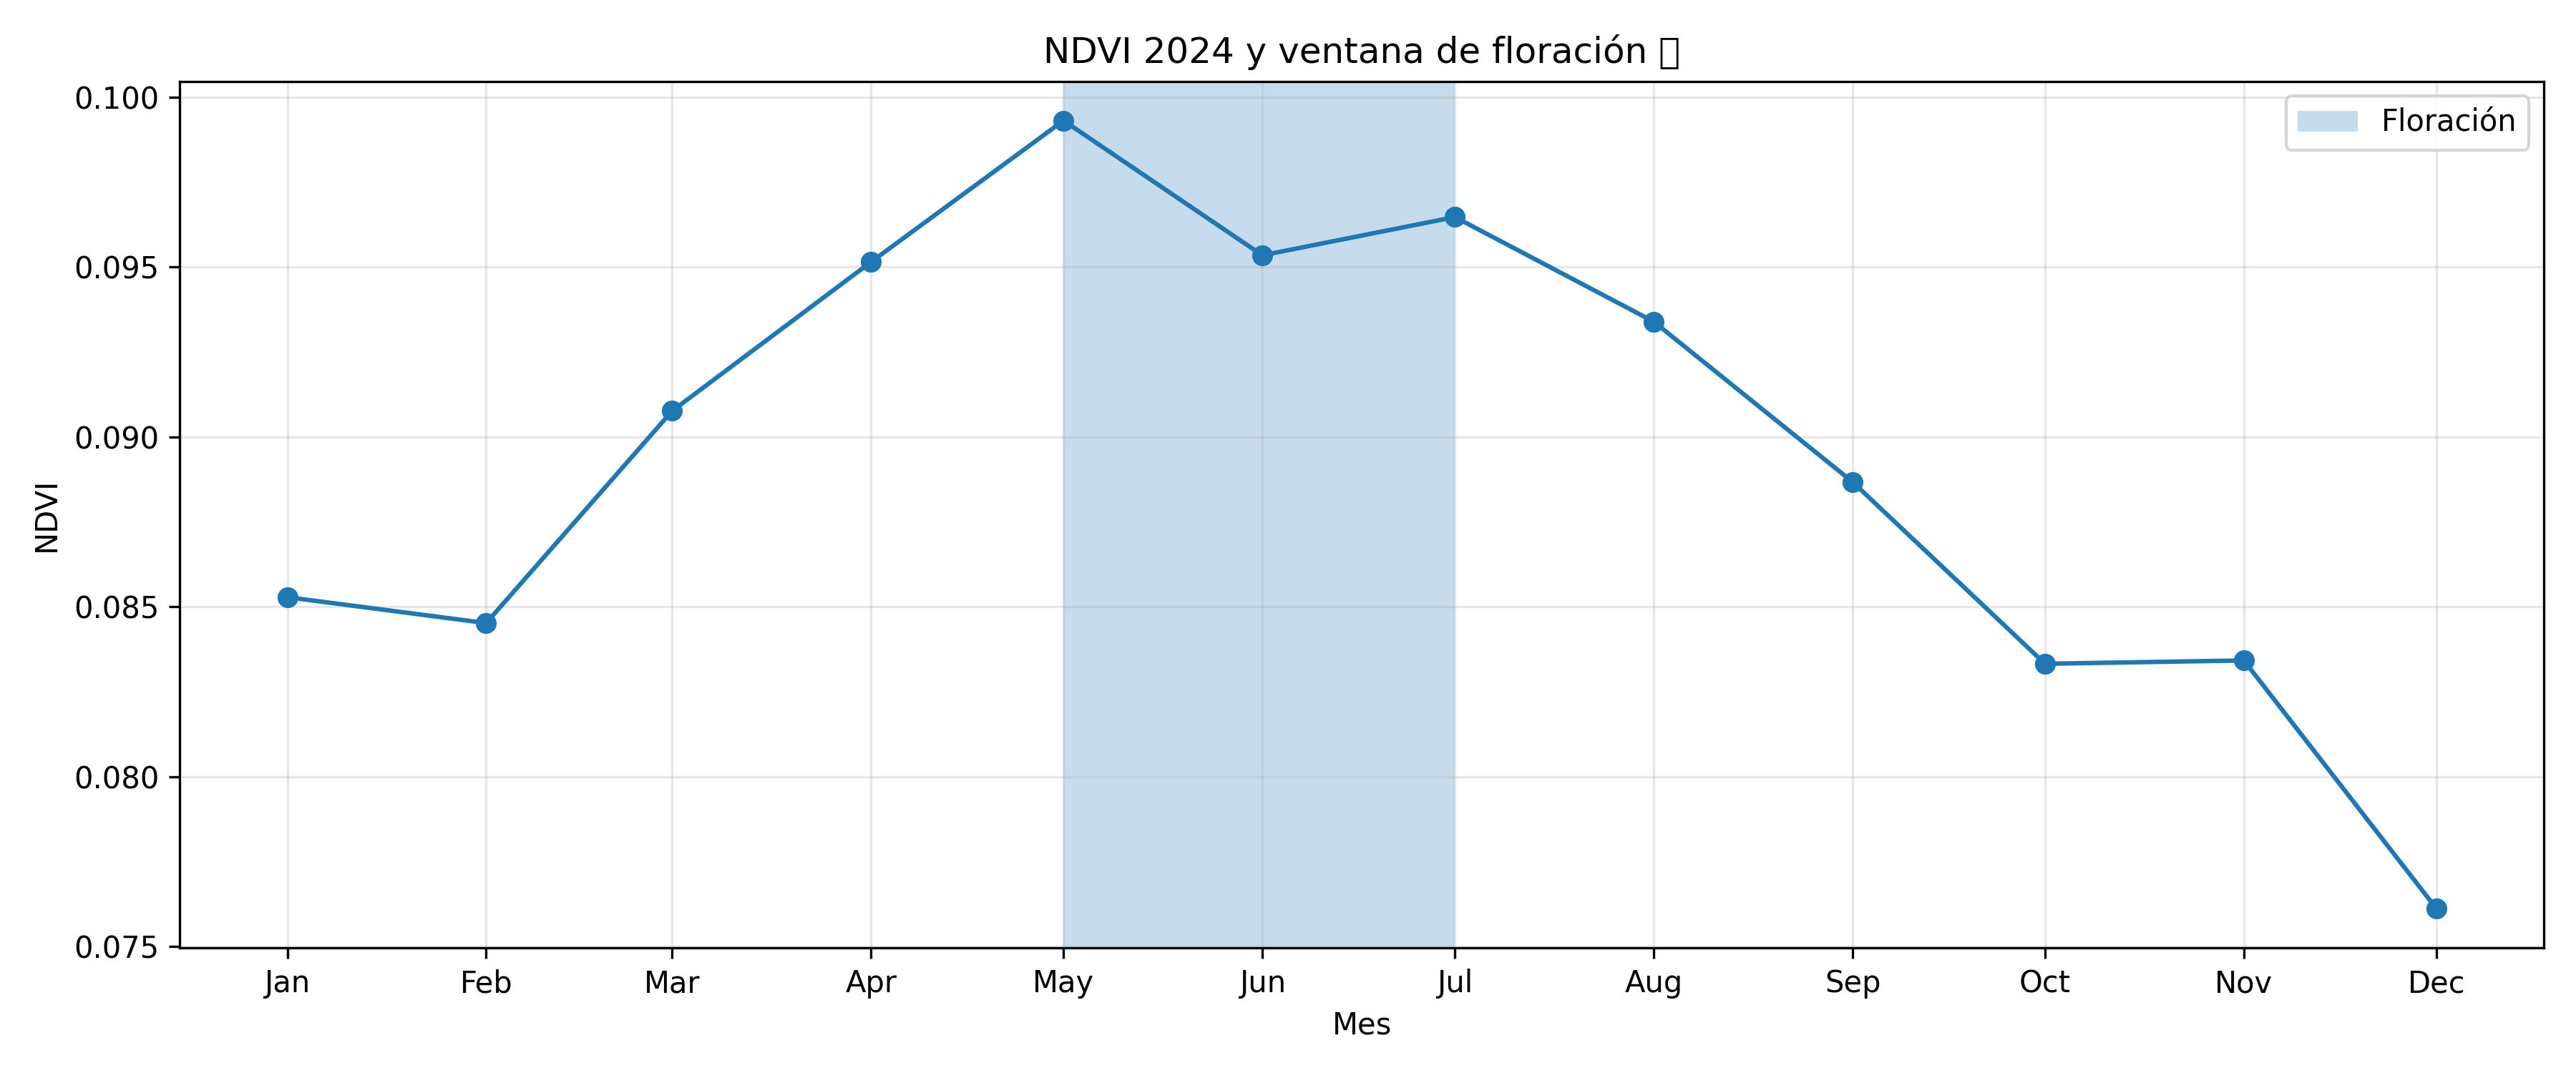 NDVI 2024 y ventana de floración
Floración
NDVI
0.100
0.095
0.090
0.085
0.080
0.075
Jan Feb Mar Apr May Jun Jul Aug Sep Oct Nov Dec
Mes